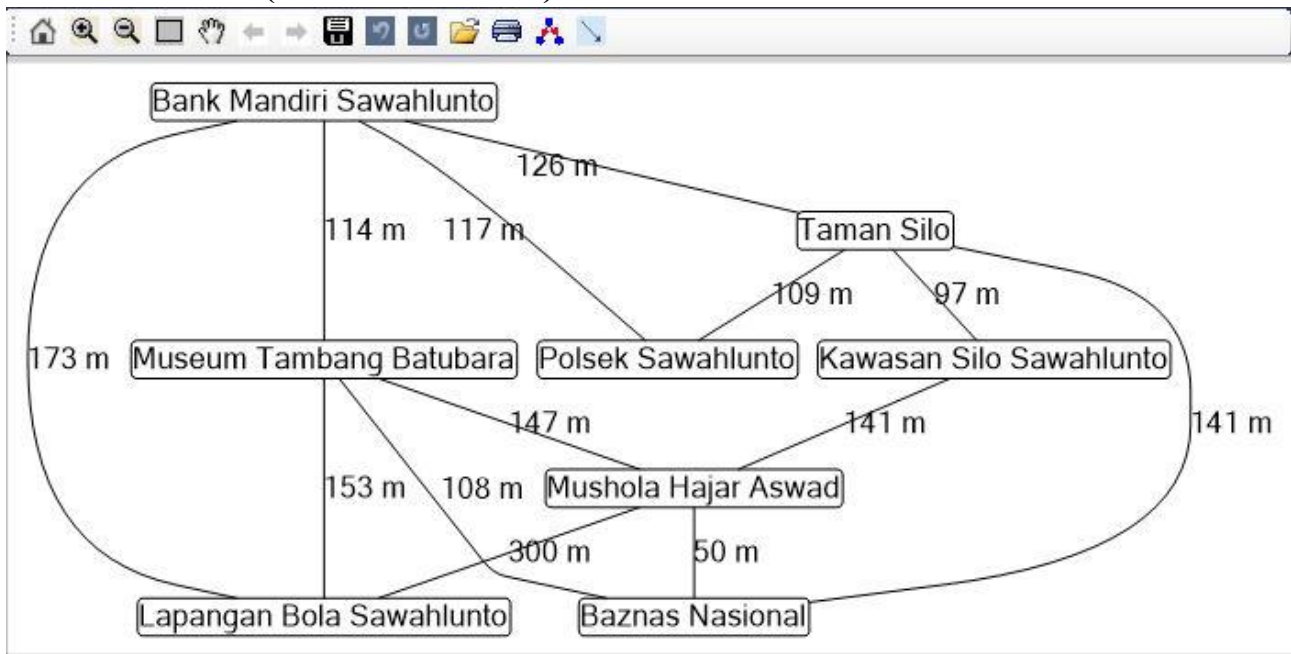 Bank Mandiri Sawahlunto
126 m
114 m
117 m
Taman Silo
109 m
97 m
173 m
Museum Tambang Batubara
Polsek Sawahlunto
Kawasan Silo Sawahlunto
147 m
141 m
141 m
153 m
108 m
Mushola Hajar Aswad
300 m
50 m
Lapangan Bola Sawahlunto
Baznas Nasional